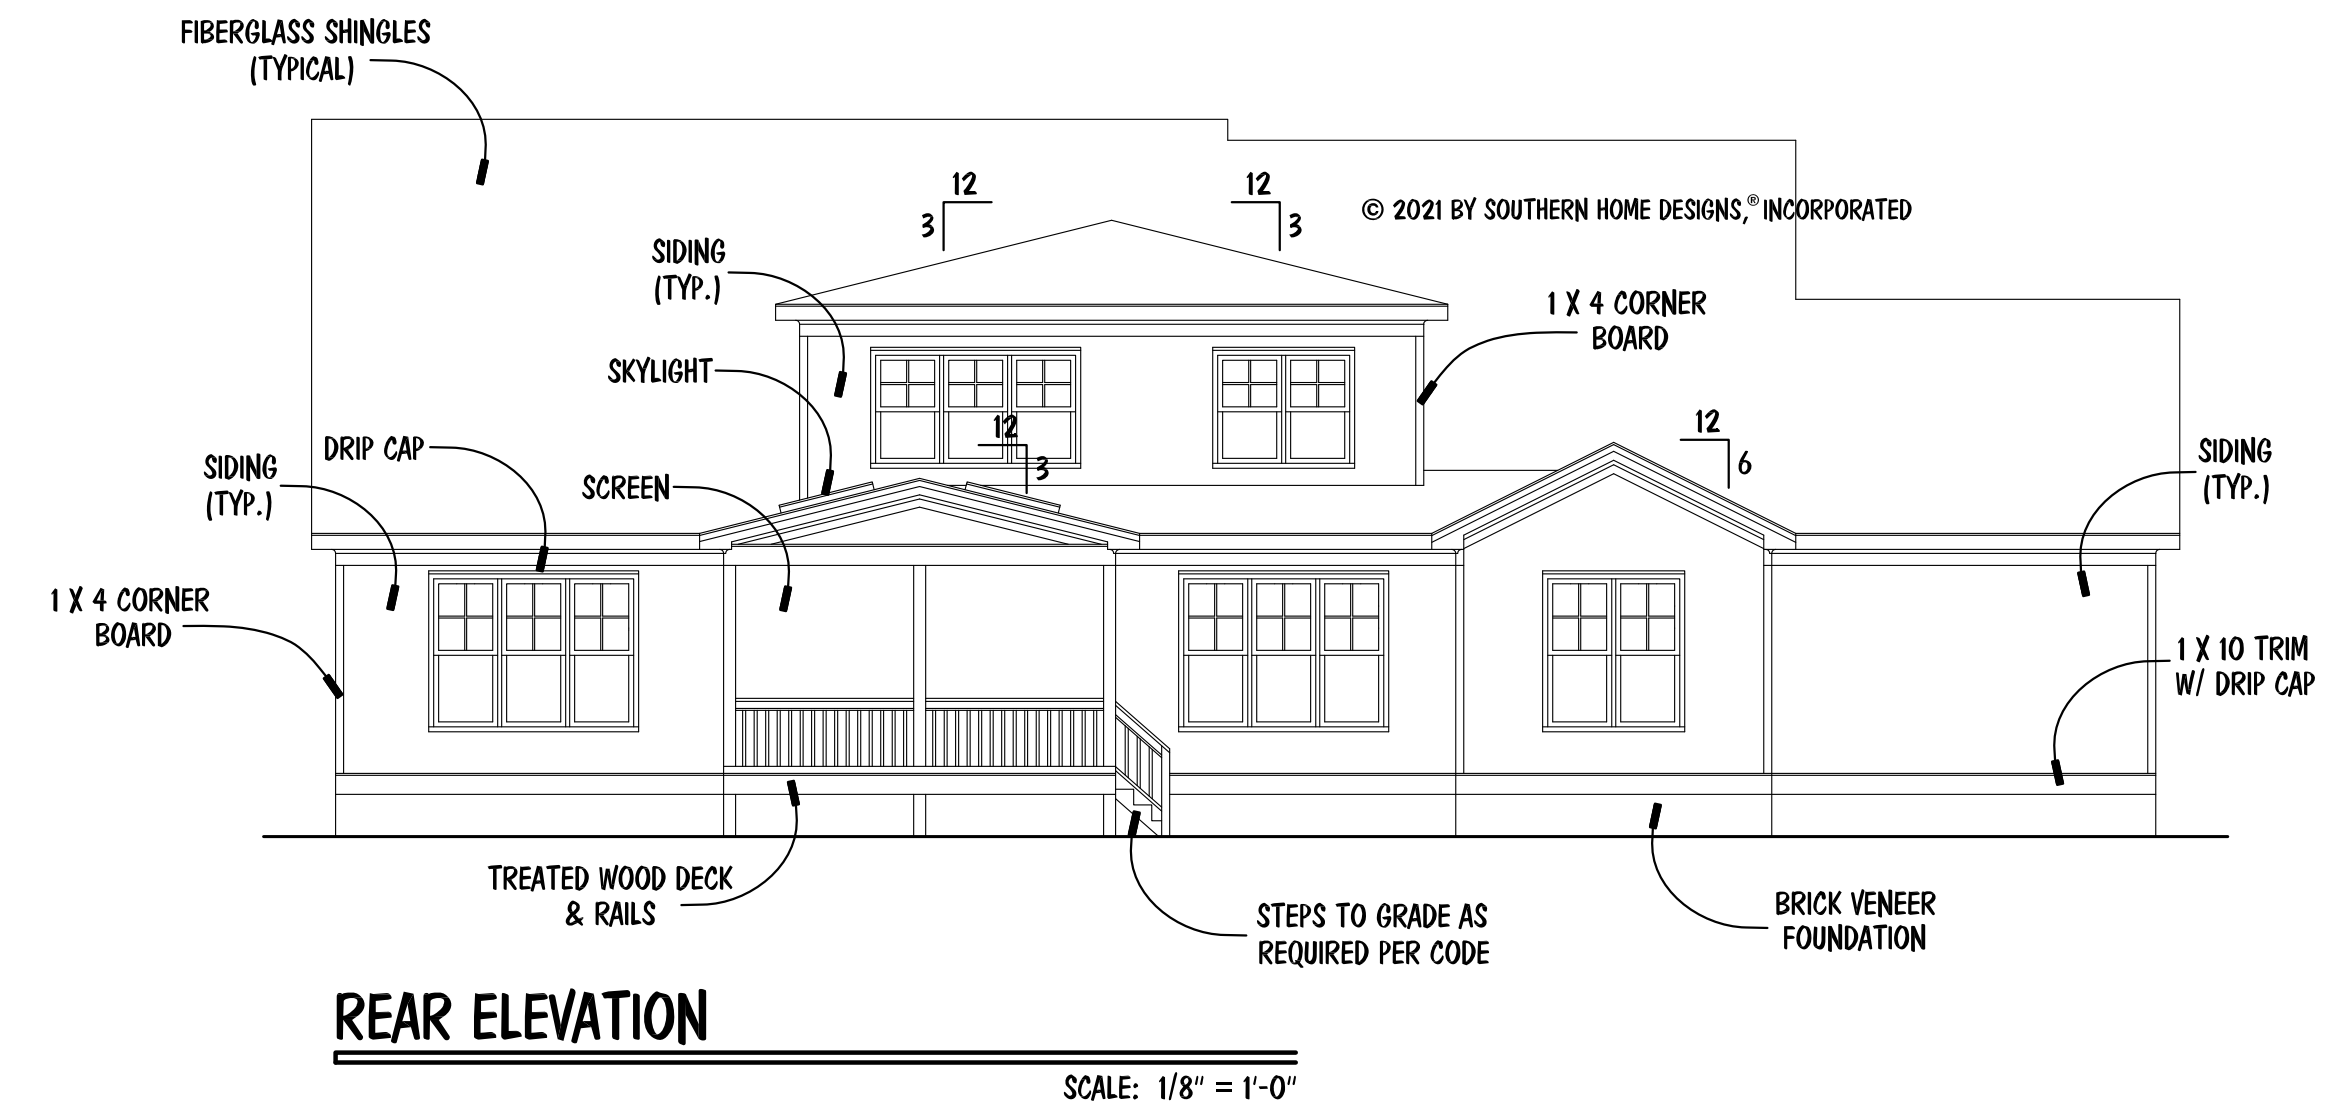 FIBERGLASS SHINGLES
(TYPICAL)
12
3
12
3
© 2021 BY SOUTHERN HOME DESIGNS,® INCORPORATED
SIDING
(TYP.)
1 X 4 CORNER
BOARD
SKYLIGHT
12
3
12
6
DRIP CAP
SIDING
(TYP.)
SCREEN
SIDING
(TYP.)
1 X 4 CORNER
BOARD
1 X 10 TRIM
W/ DRIP CAP
TREATED WOOD DECK
& RAILS
STEPS TO GRADE AS
REQUIRED PER CODE
BRICK VENEER
FOUNDATION
REAR ELEVATION
SCALE: 1/8" = 1'-0"